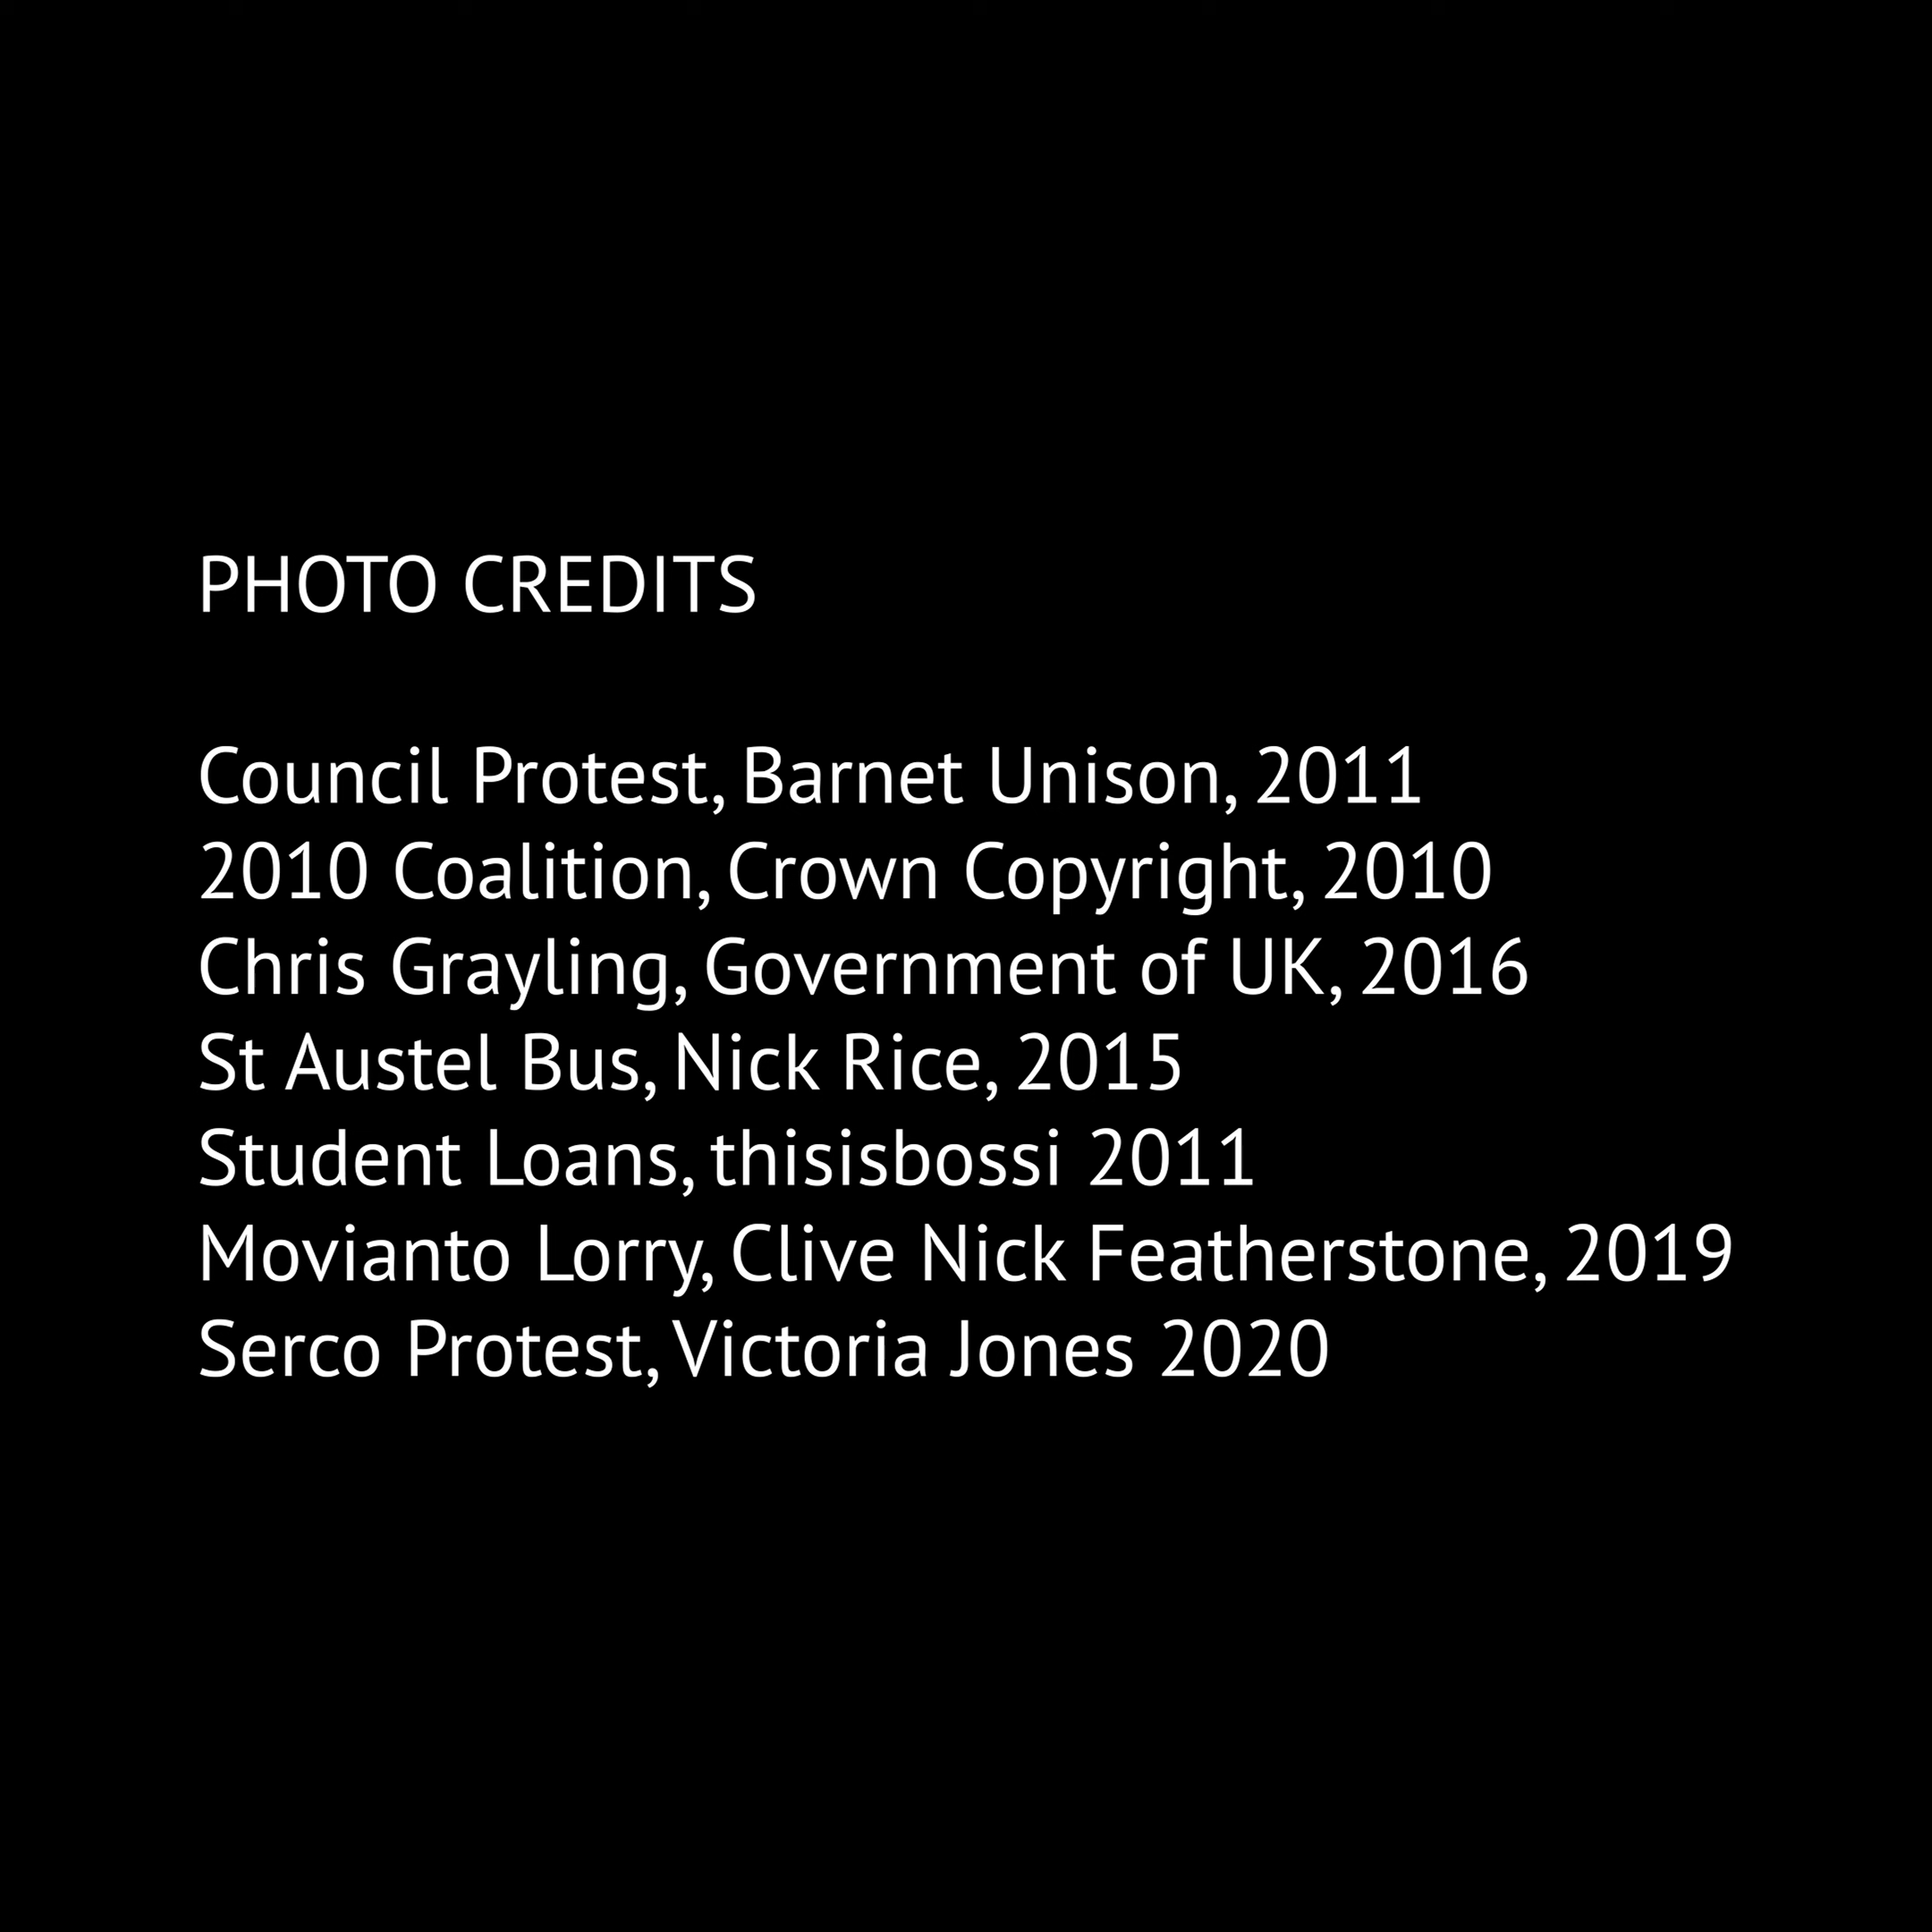 PHOTO CREDITS
Council Protest, Barnet Unison, 2011
2010 Coalition, Crown Copyright, 2010
Chris Grayling, Government of UK, 2016
St Austel Bus, Nick Rice, 2015
Student Loans, thisisbossi 2011
Movianto Lorry, Clive Nick Featherstone, 2019
Serco Protest, Victoria Jones 2020